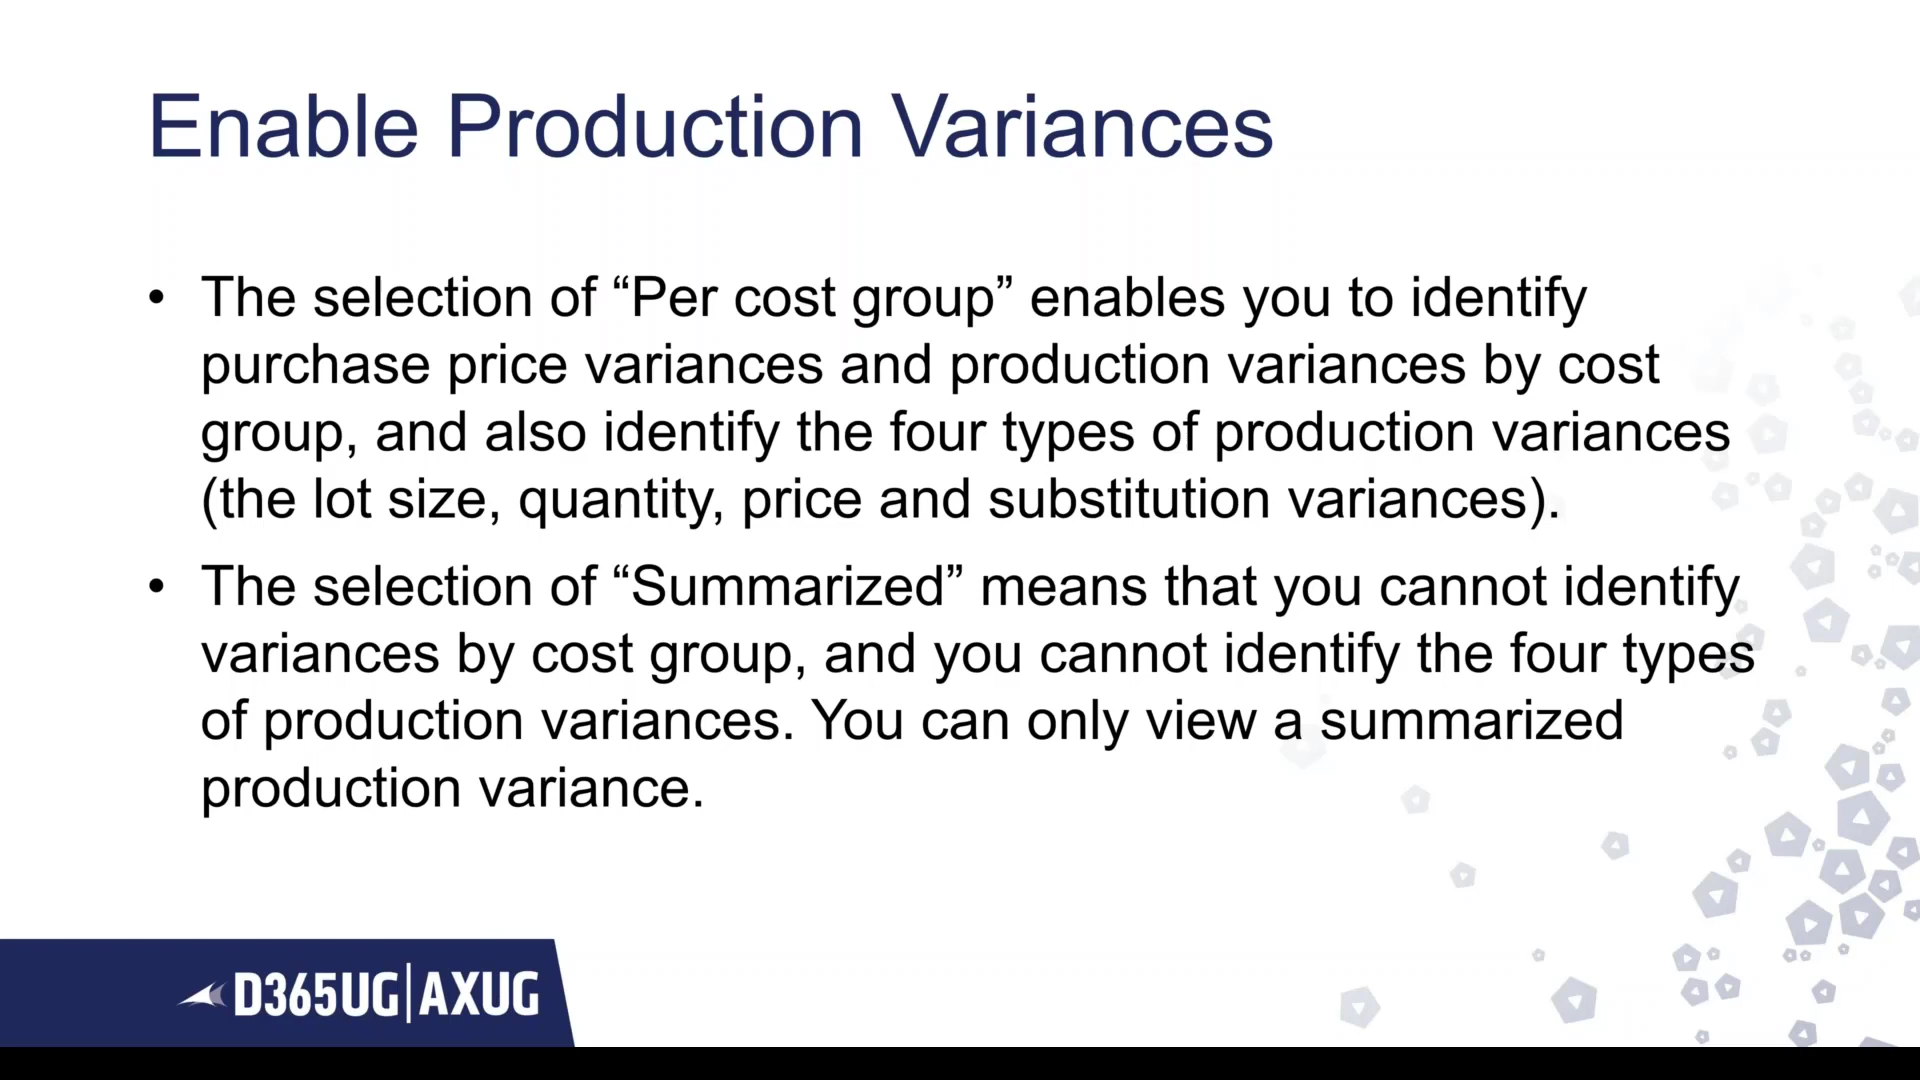 Enable Production Variances
• The selection of “Per cost group” enables you to identify
purchase price variances and production variances by cost
group, and also identify the four types of production variances
(the lot size, quantity, price and substitution variances).
• The selection of “Summarized” means that you cannot identify
variances by cost group, and you cannot identify the four types
of production variances. You can only view a summarized
production variance.
D365UG|AXUG